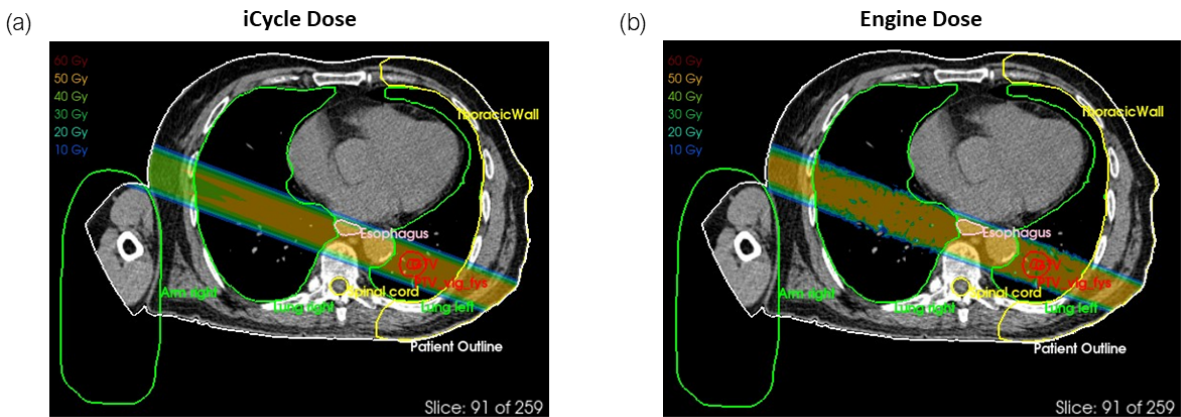 (a)
iCycle Dose
60 Gy
50 Gy
40 Gy
30 Gy
20 Gy
10 Gy
ThoracicWall
Esophagus
PTV_vlg_fys
Spinal cord
Arm right
Lung right
Lung left
Patient Outline
Slice: 91 of 259
(b)
Engine Dose
60 Gy
50 Gy
40 Gy
30 Gy
20 Gy
10 Gy
ThoracicWall
Esophagus
PTV_vlg_fys
Spinal cord
Arm right
Lung right
Lung left
Patient Outline
Slice: 91 of 259